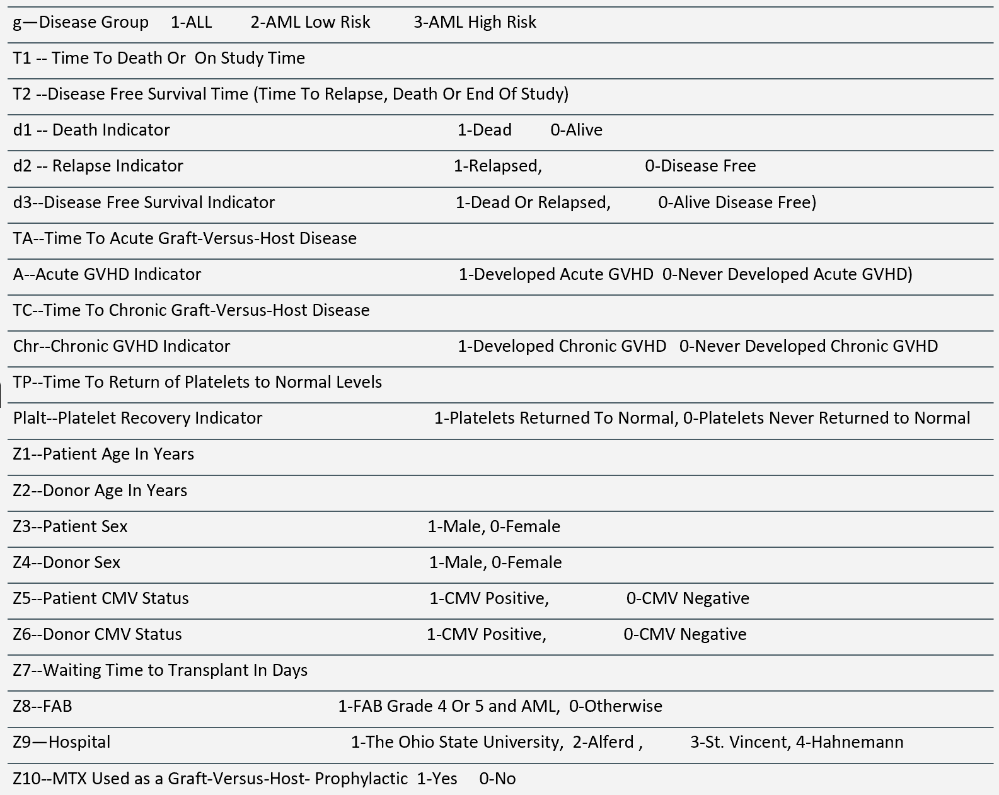 g—Disease Group 1-ALL 2-AML Low Risk 3-AML High Risk
T1 -- Time To Death Or On Study Time
T2 --Disease Free Survival Time (Time To Relapse, Death Or End Of Study)
d1 -- Death Indicator 1-Dead 0-Alive
d2 -- Relapse Indicator 1-Relapsed, 0-Disease Free
d3--Disease Free Survival Indicator 1-Dead Or Relapsed, 0-Alive Disease Free)
TA--Time To Acute Graft-Versus-Host Disease
A--Acute GVHD Indicator 1-Developed Acute GVHD 0-Never Developed Acute GVHD)
TC--Time To Chronic Graft-Versus-Host Disease
Chr--Chronic GVHD Indicator 1-Developed Chronic GVHD 0-Never Developed Chronic GVHD
TP--Time To Return of Platelets to Normal Levels
Plalt--Platelet Recovery Indicator 1-Platelets Returned To Normal, 0-Platelets Never Returned to Normal
Z1--Patient Age In Years
Z2--Donor Age In Years
Z3--Patient Sex 1-Male, 0-Female
Z4--Donor Sex 1-Male, 0-Female
Z5--Patient CMV Status 1-CMV Positive, 0-CMV Negative
Z6--Donor CMV Status 1-CMV Positive, 0-CMV Negative
Z7--Waiting Time to Transplant In Days
Z8--FAB 1-FAB Grade 4 Or 5 and AML, 0-Otherwise
Z9—Hospital 1-The Ohio State University, 2-Alferd , 3-St. Vincent, 4-Hahnemann
Z10--MTX Used as a Graft-Versus-Host- Prophylactic 1-Yes 0-No